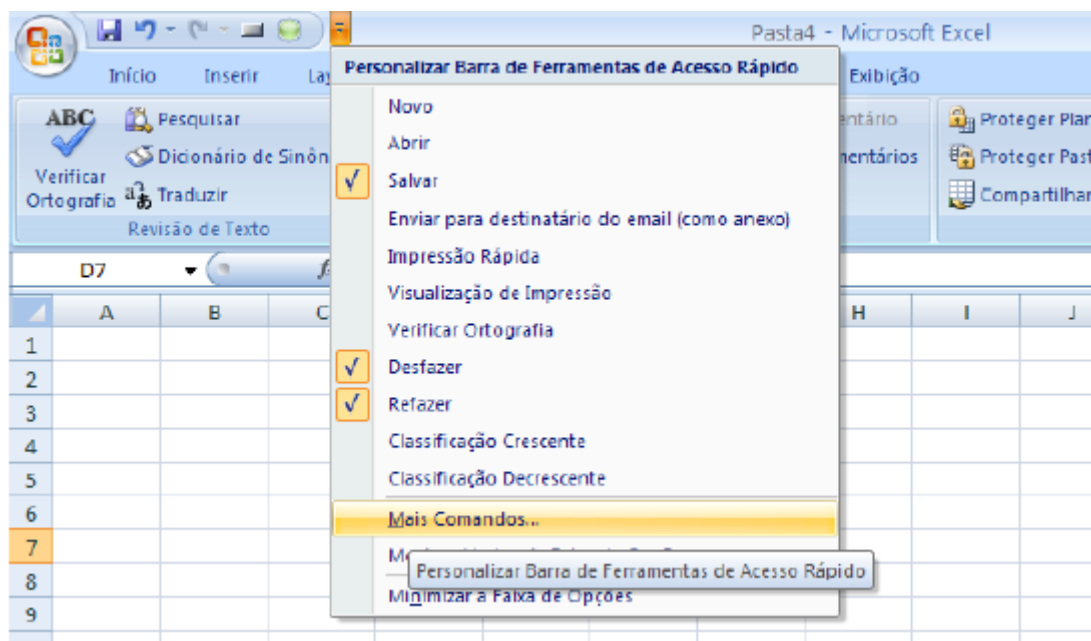 Pasta4 - Microsoft Excel
Início Inserir
Exibição
Personalizar Barra de Ferramentas de Acesso Rápido
Novo
Abrir
Salvar
Enviar para destinatário do email (como anexo)
Impressão Rápida
Visualização de Impressão
Verificar Ortografia
Desfazer
Refazer
Classificação Crescente
Classificação Decrescente
Mais Comandos...
Personalizar Barra de Ferramentas de Acesso Rápido
Minimizar a Faixa de Opções
ABC
Verificar
Ortografia
Pesquisar
Dicionário de Sinôn
Traduzir
Revisão de Texto
entário
mentários
Proteger Plan
Proteger Past
Compartilhar
D7
A B C H I J
1
2
3
4
5
6
7
8
9